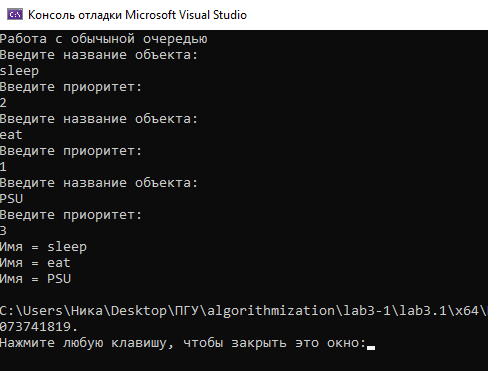 Консоль отладки Microsoft Visual Studio
Работа с обычыной очередью
Введите название объекта:
sleep
Введите приоритет:
2
Введите название объекта:
eat
Введите приоритет:
1
Введите название объекта:
PSU
Введите приоритет:
3
Имя = sleep
Имя = eat
Имя = PSU
C:\Users\Ника\Desktop\ПГУ\algorithmization\lab3-1\lab3.1\x64\
073741819.
Нажмите любую клавишу, чтобы закрыть это окно: